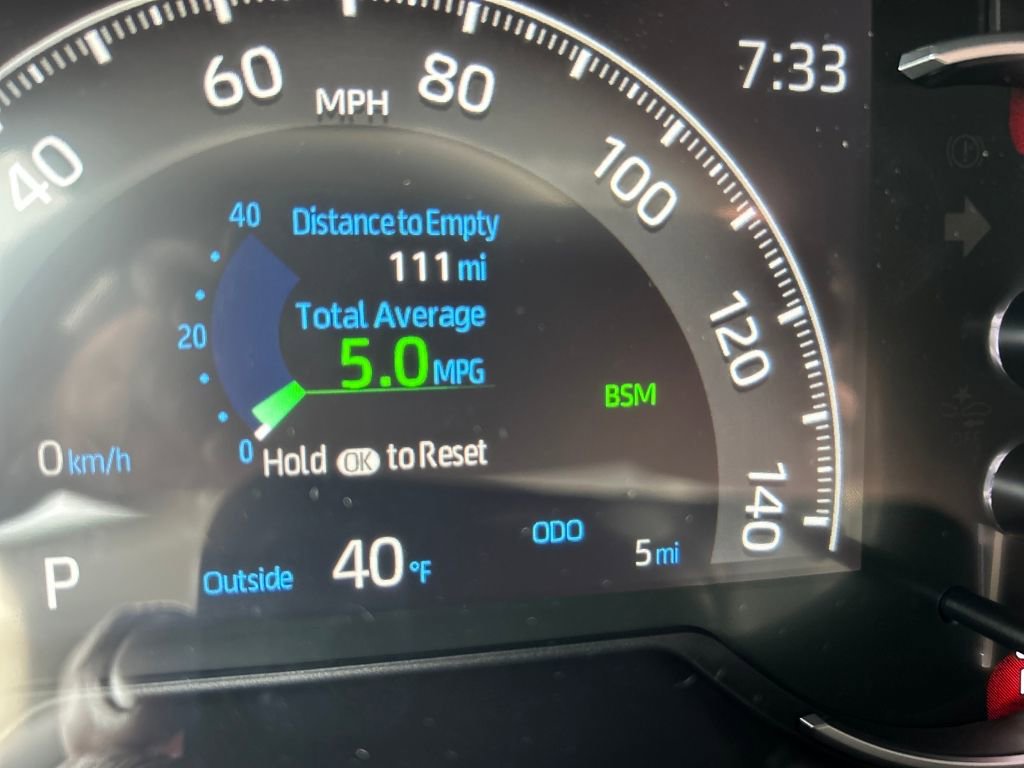 7:33
60
80
MPH
40
100
40
Distance to Empty
111 mi
Total Average
20
5.0 MPG
120
BSM
0 km/h
0
Hold OK to Reset
140
ODO
5 mi
P
Outside 40 °F